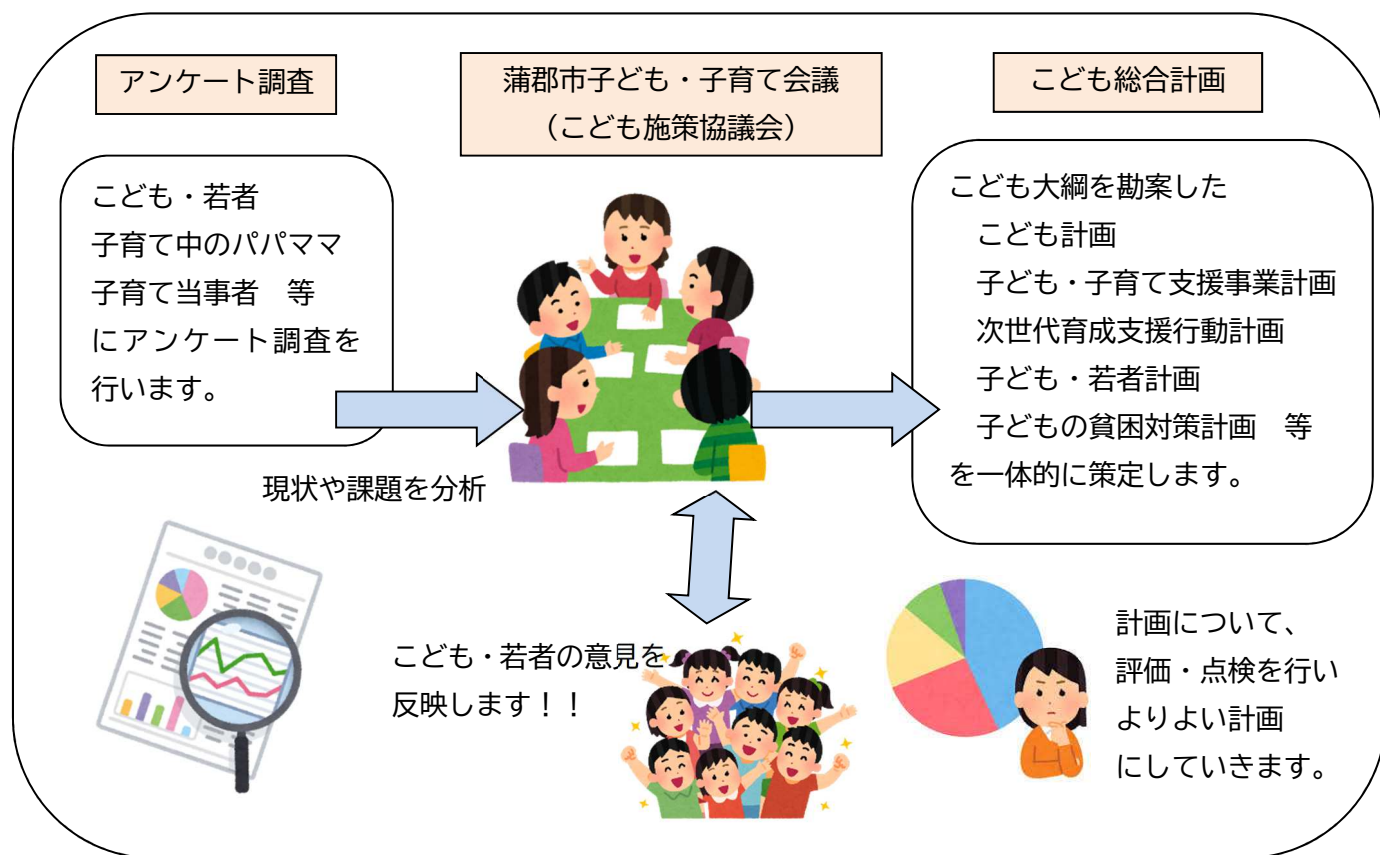 アンケート調査
こども・若者
子育て中のパパママ
子育て当事者　等
にアンケート調査を
行います。
現状や課題を分析
蒲郡市子ども・子育て会議
（こども施策協議会）
こども・若者の意見を
反映します！！
こども総合計画
こども大綱を勘案した
こども計画
子ども・子育て支援事業計画
次世代育成支援行動計画
子ども・若者計画
子どもの貧困対策計画　等
を一体的に策定します。
計画について、
評価・点検を行い
よりよい計画
にしていきます。